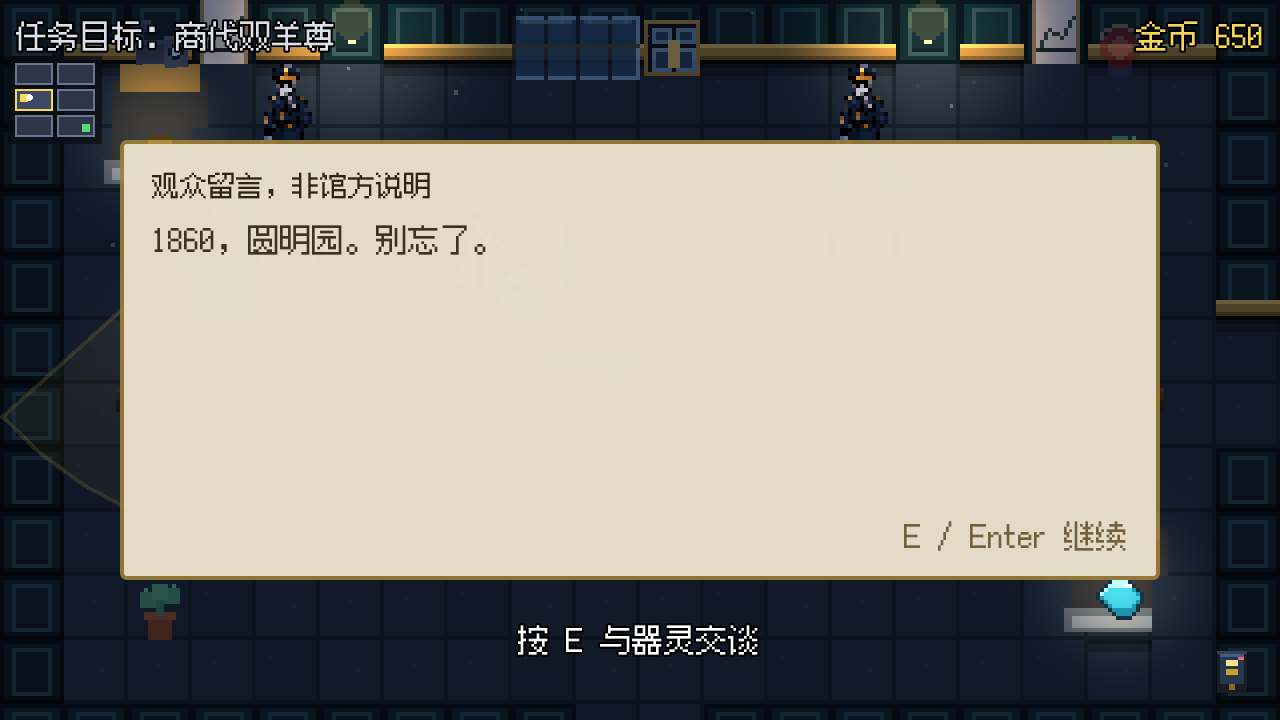 任务目标：商代双羊尊
金币 650
观众留言，非馆方说明
1860，圆明园。别忘了。
E / Enter 继续
按 E 与器灵交谈